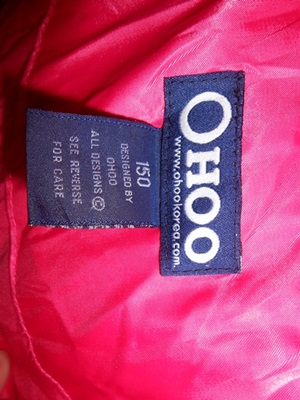 OHOO
www.ohookorea.com
150
DESIGNED BY
OHOO
ALL DESIGNS ©
SEE REVERSE
FOR CARE